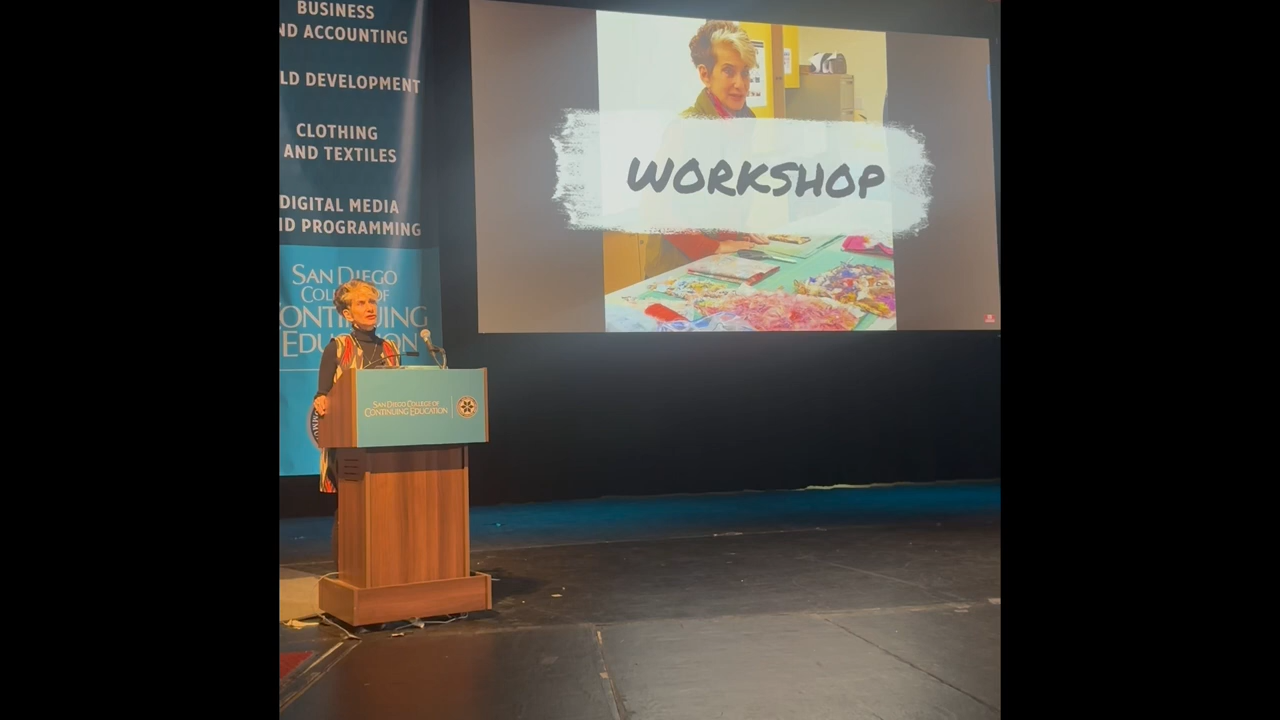 BUSINESS
ND ACCOUNTING
LD DEVELOPMENT
CLOTHING
AND TEXTILES
DIGITAL MEDIA
ND PROGRAMMING
SAN DIEGO
COLLEGE OF
CONTINUING
EDUCATION
WORKSHOP
SAN DIEGO COLLEGE OF
CONTINUING EDUCATION